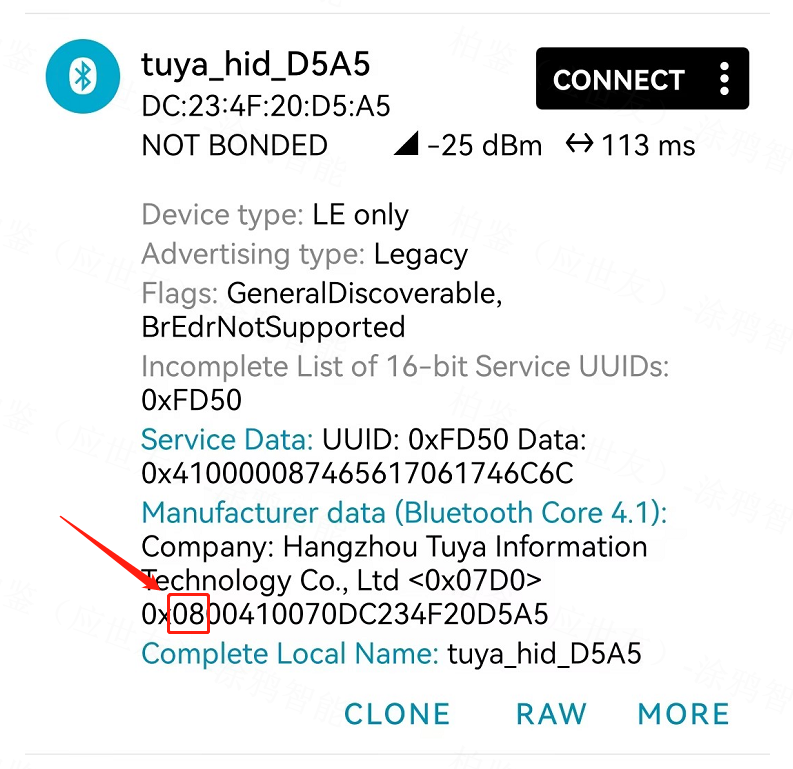 tuya_hid_D5A5
CONNECT
DC:23:4F:20:D5:A5
NOT BONDED -25 dBm 113 ms
Device type: LE only
Advertising type: Legacy
Flags: GeneralDiscoverable,
BrEdrNotSupported
Incomplete List of 16-bit Service UUIDs:
0xFD50
Service Data: UUID: 0xFD50 Data:
0x4100000874656170617 46C6C
Manufacturer data (Bluetooth Core 4.1):
Company: Hangzhou Tuya Information
Technology Co., Ltd <0x07D0>
0x0800410070DC234F20D5A5
Complete Local Name: tuya_hid_D5A5
CLONE RAW MORE